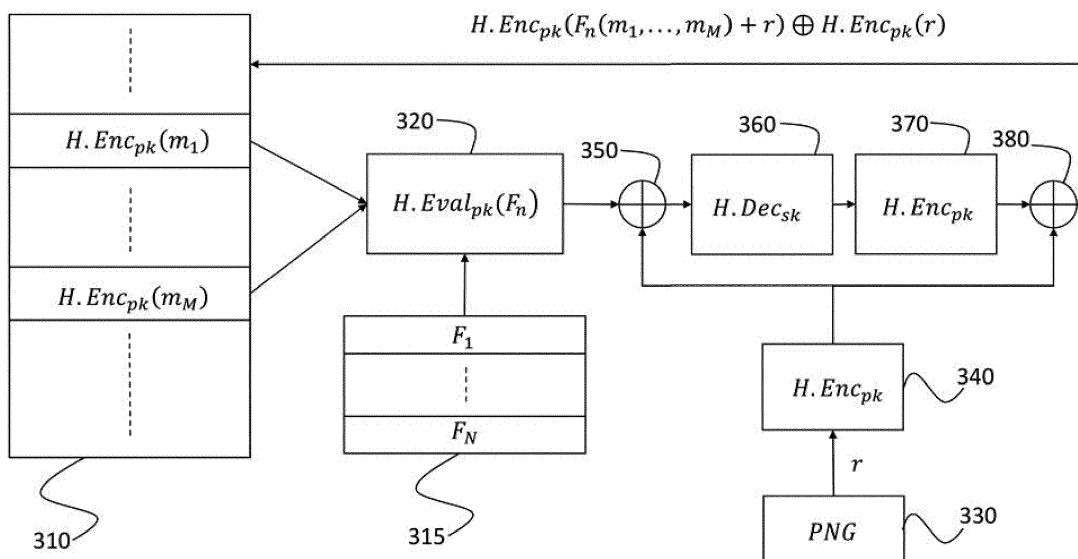 H.Enc_pk(F_n(m_1,...,m_M) + r) ⊕ H.Enc_pk(r)
320
360
370
H.Enc_pk(m_1)
350
380
H.Eval_pk(F_n)
H.Dec_sk
H.Enc_pk
H.Enc_pk(m_M)
F_1
H.Enc_pk
340
F_N
r
310
315
PNG
330